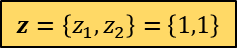 𝒛 = {z₁, z₂} = {1,1}